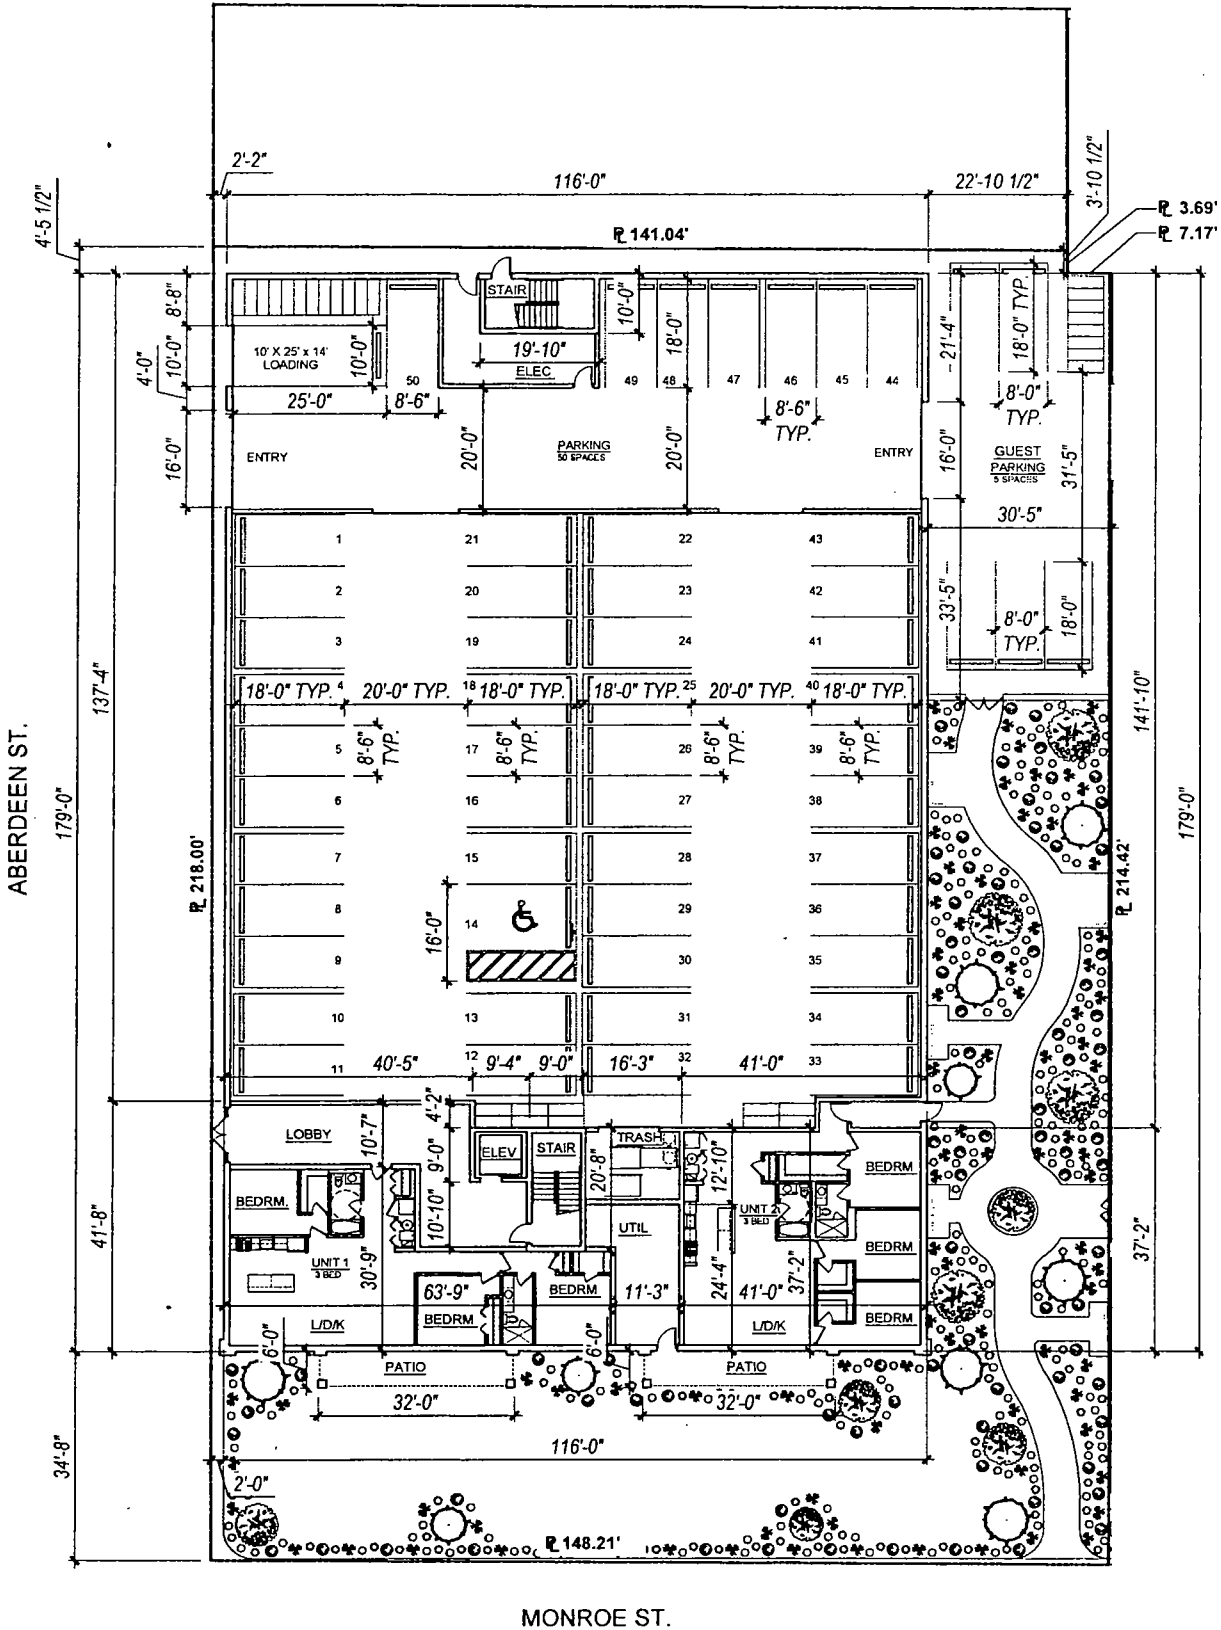 2'-2"
116'-0"
22'-10 1/2"
3'-10 1/2"
4'-5 1/2"
℄ 3.69'
℄ 7.17'
℄ 141.04'
8'-8"
STAIR
10'-0"
18'-0"
21'-4"
18'-0" TYP.
10' X 25' x 14'
LOADING
10'-0"
10'-0"
4'-0"
19'-10"
ELEC
50
49
48
47
46
45
44
25'-0"
8'-6"
8'-6"
TYP.
8'-0"
TYP.
16'-0"
ENTRY
20'-0"
PARKING
50 SPACES
20'-0"
ENTRY
16'-0"
GUEST
PARKING
5 SPACES
31'-5"
30'-5"
1
21
22
43
2
20
23
42
3
19
24
41
33'-5"
8'-0"
TYP.
18'-0"
18'-0" TYP.
4
20'-0" TYP.
18
18'-0" TYP.
18'-0" TYP.
25
20'-0" TYP.
40
18'-0" TYP.
137'-4"
141'-10"
5
8'-6"
TYP.
17
8'-6"
TYP.
26
8'-6"
TYP.
39
8'-6"
TYP.
6
16
27
38
ABERDEEN ST.
179'-0"
179'-0"
7
15
28
37
℄ 218.00'
℄ 214.42'
8
14
29
36
16'-0"
9
30
35
10
13
31
34
11
40'-5"
12
9'-4"
9'-0"
16'-3"
32
41'-0"
33
4'-2"
LOBBY
10'-7"
9'-0"
ELEV
STAIR
TRASH
20'-8"
12'-10"
BEDRM
BEDRM.
10'-10"
UTIL
UNIT 2
3 BED
41'-8"
37'-2"
UNIT 1
3 BED
30'-9"
24'-4"
37'-2"
BEDRM
63'-9"
BEDRM
BEDRM
11'-3"
41'-0"
L/D/K
L/D/K
BEDRM
6'-0"
PATIO
6'-0"
PATIO
32'-0"
32'-0"
34'-8"
116'-0"
2'-0"
℄ 148.21'
MONROE ST.